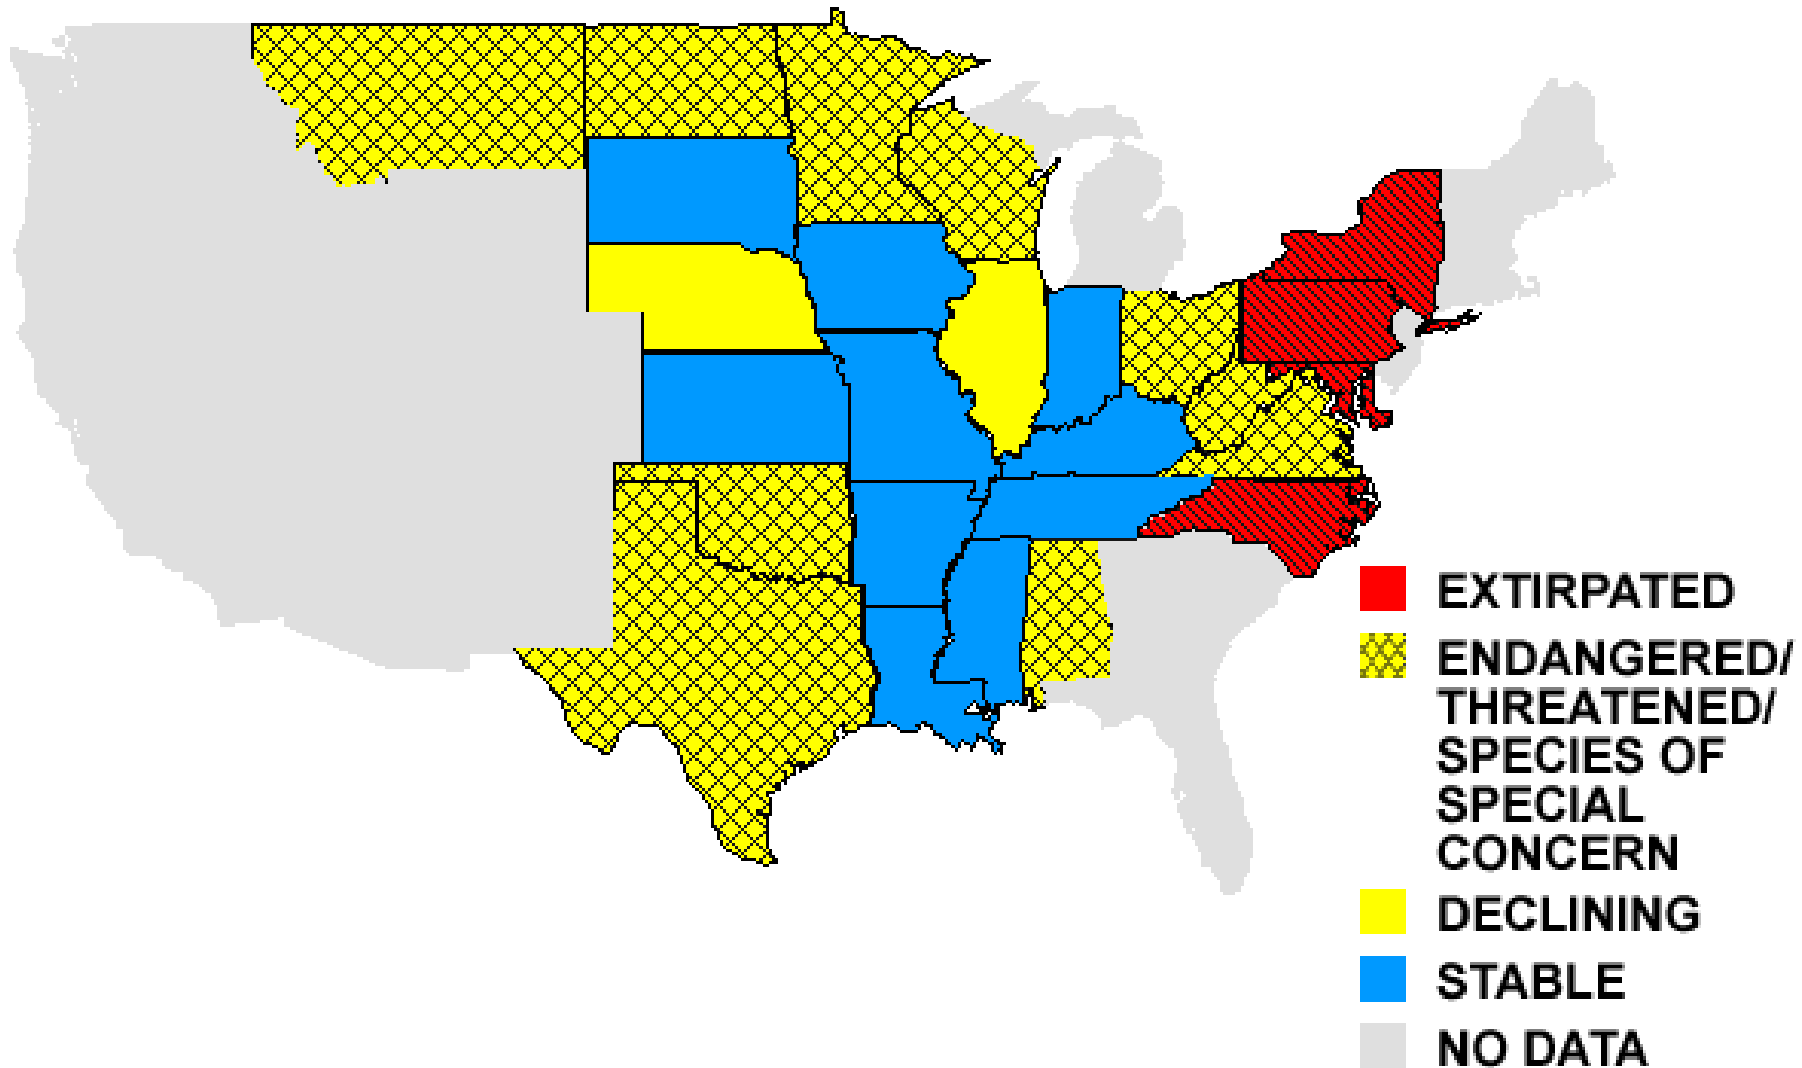 EXTIRPATED
ENDANGERED/
THREATENED/
SPECIES OF
SPECIAL
CONCERN
DECLINING
STABLE
NO DATA